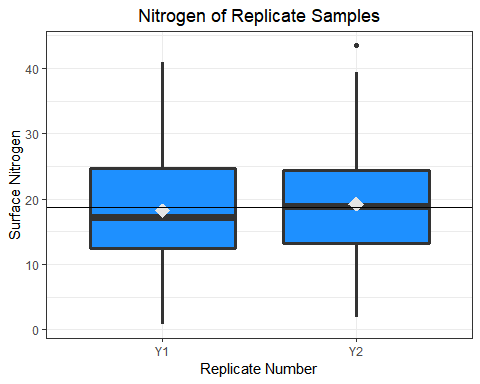 Nitrogen of Replicate Samples
Surface Nitrogen
40
30
20
10
0
Y1 Y2
Replicate Number